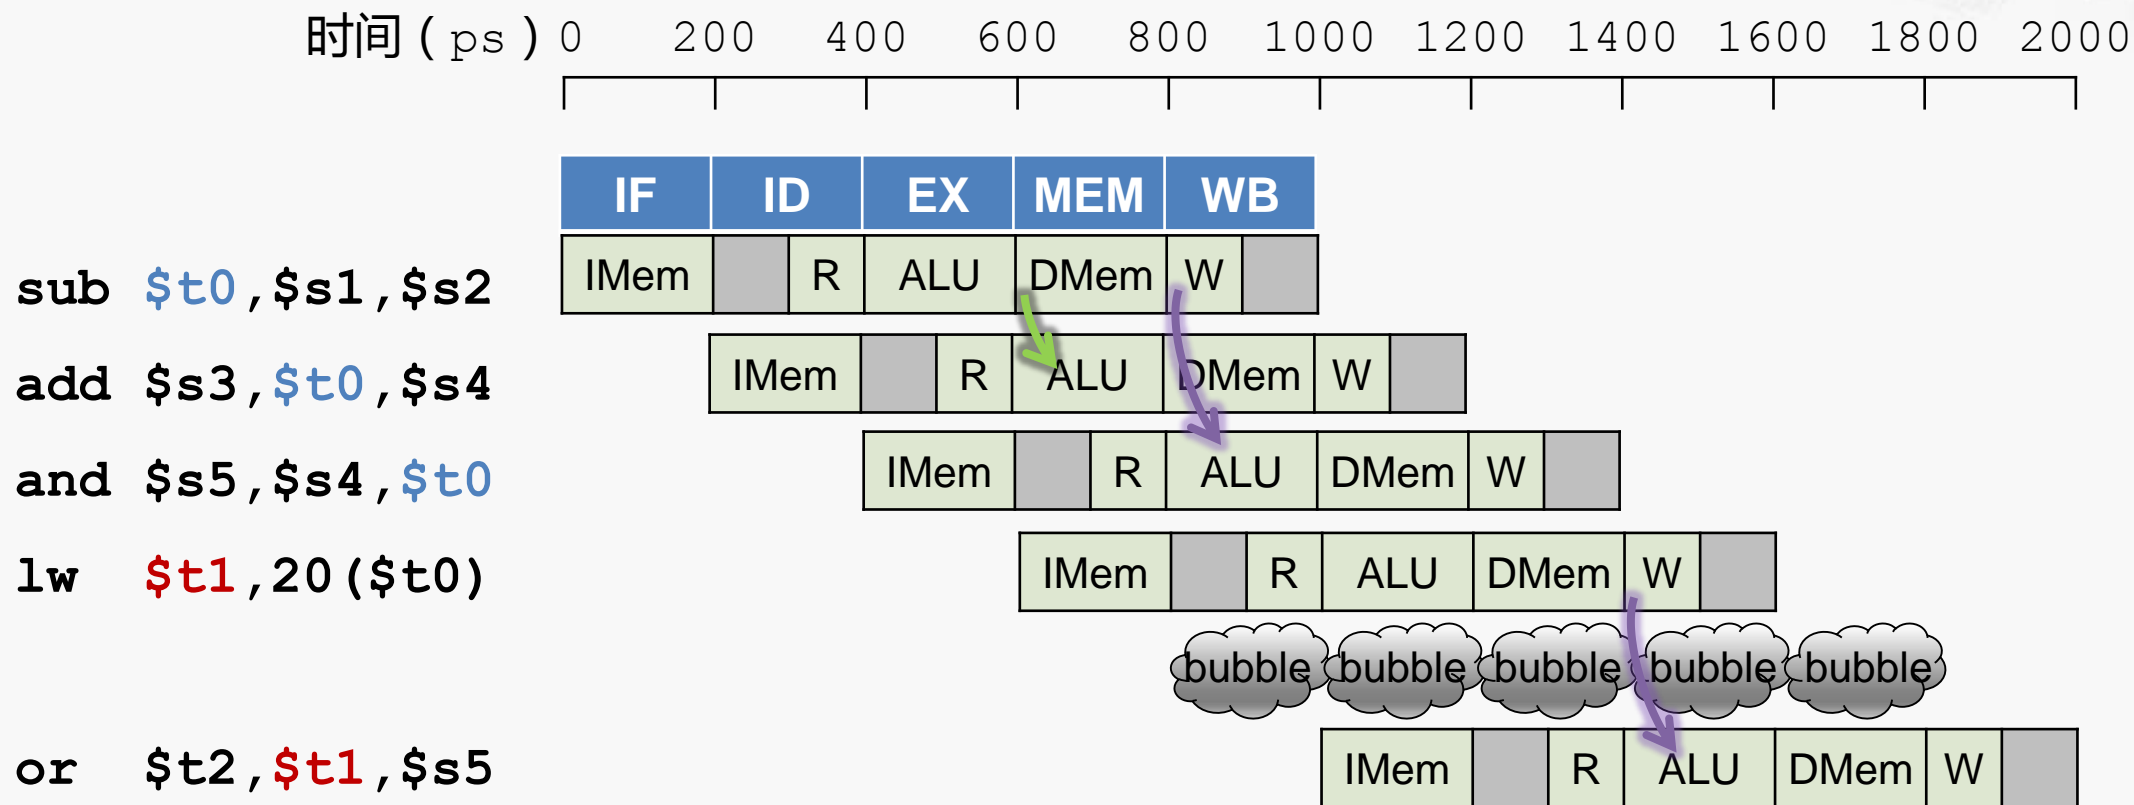 时间（ps） 0 200 400 600 800 1000 1200 1400 1600 1800 2000
IF ID EX MEM WB
sub $t0,$s1,$s2 IMem R ALU DMem W
add $s3,$t0,$s4 IMem R ALU DMem W
and $s5,$s4,$t0 IMem R ALU DMem W
lw $t1,20($t0) IMem R ALU DMem W
bubble bubble bubble bubble bubble
or $t2,$t1,$s5 IMem R ALU DMem W